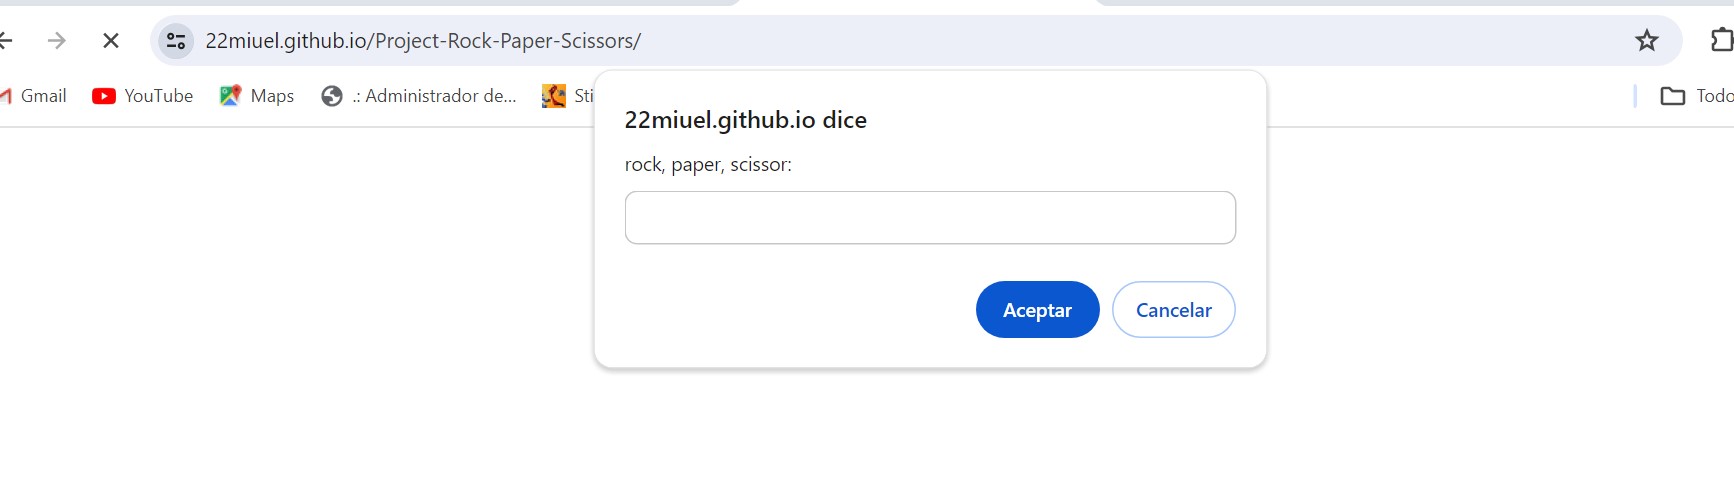 22miuel.github.io/Project-Rock-Paper-Scissors/
Gmail YouTube Maps .: Administrador de... Sti Todo
22miuel.github.io dice
rock, paper, scissor:
Aceptar Cancelar